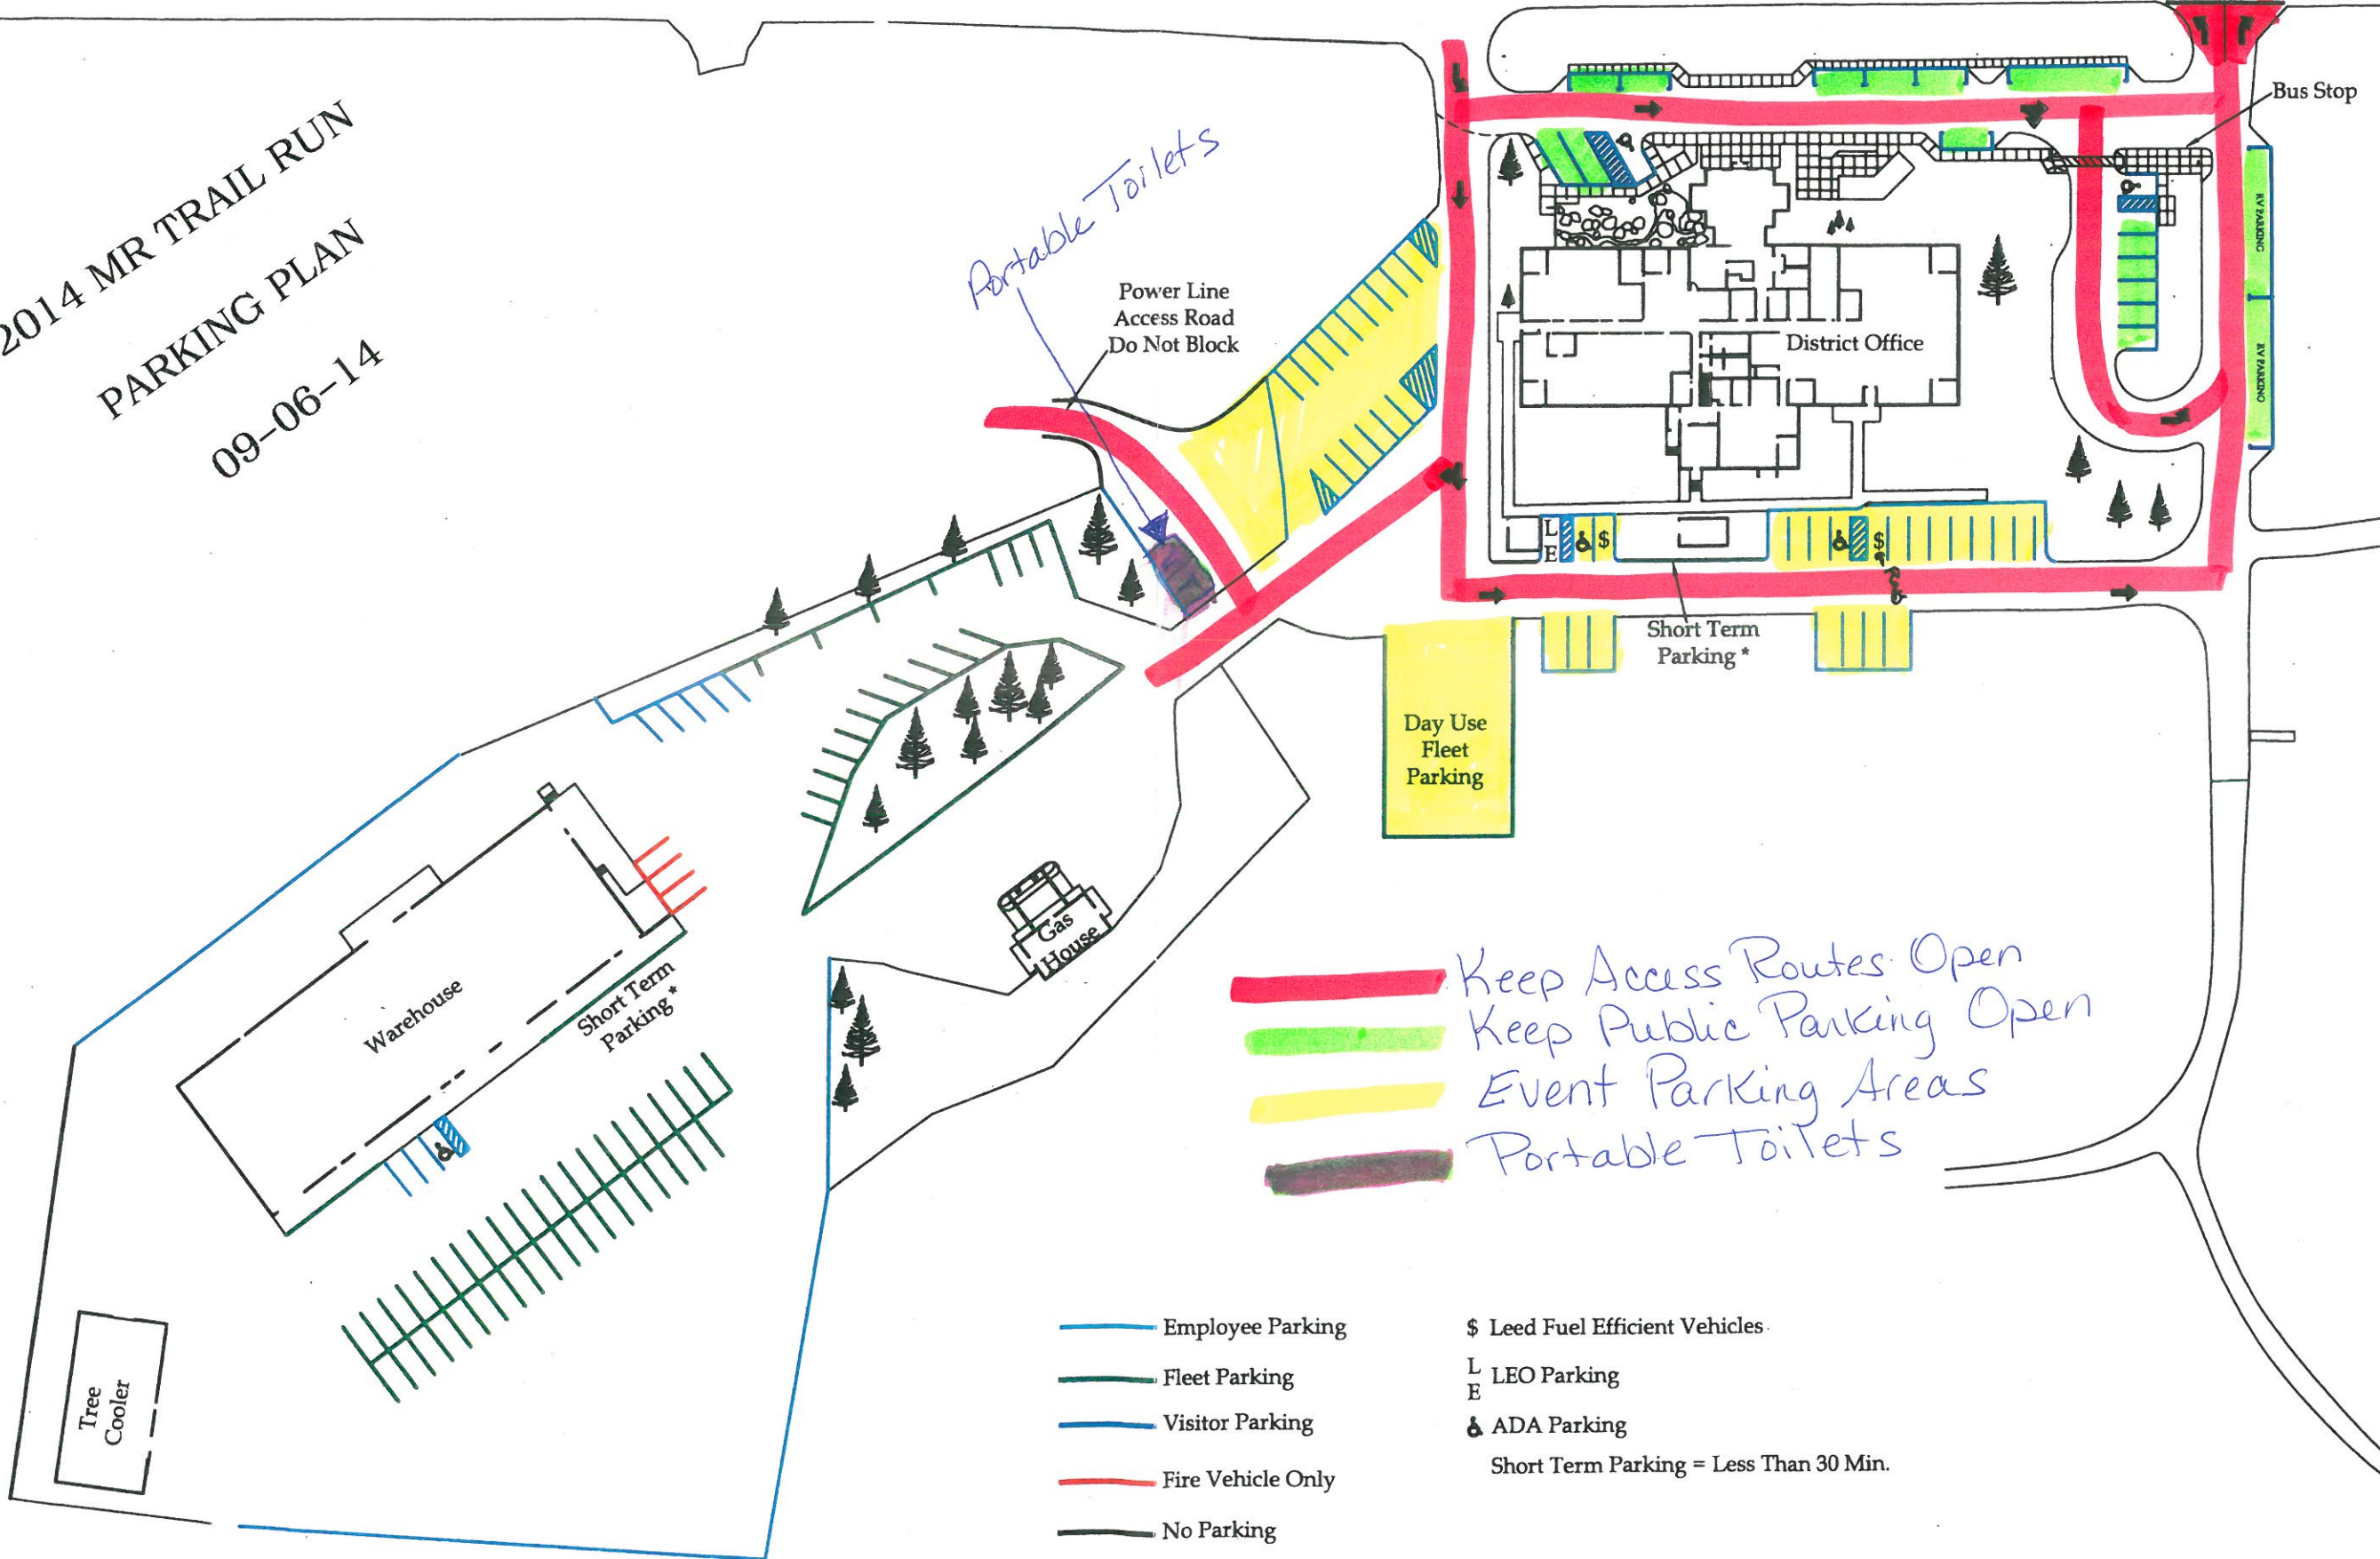 2014 MR TRAIL RUN
PARKING PLAN
09-06-14
Portable Toilets
Power Line
Access Road
Do Not Block
Bus Stop
RV PARKING
RV PARKING
District Office
L
E
$
$
Short Term
Parking *
Day Use
Fleet
Parking
Gas
House
Warehouse
Short Term
Parking *
Tree
Cooler
Keep Access Routes Open
Keep Public Parking Open
Event Parking Areas
Portable Toilets
Employee Parking
Fleet Parking
Visitor Parking
Fire Vehicle Only
No Parking
$ Leed Fuel Efficient Vehicles
L
E LEO Parking
ADA Parking
Short Term Parking = Less Than 30 Min.